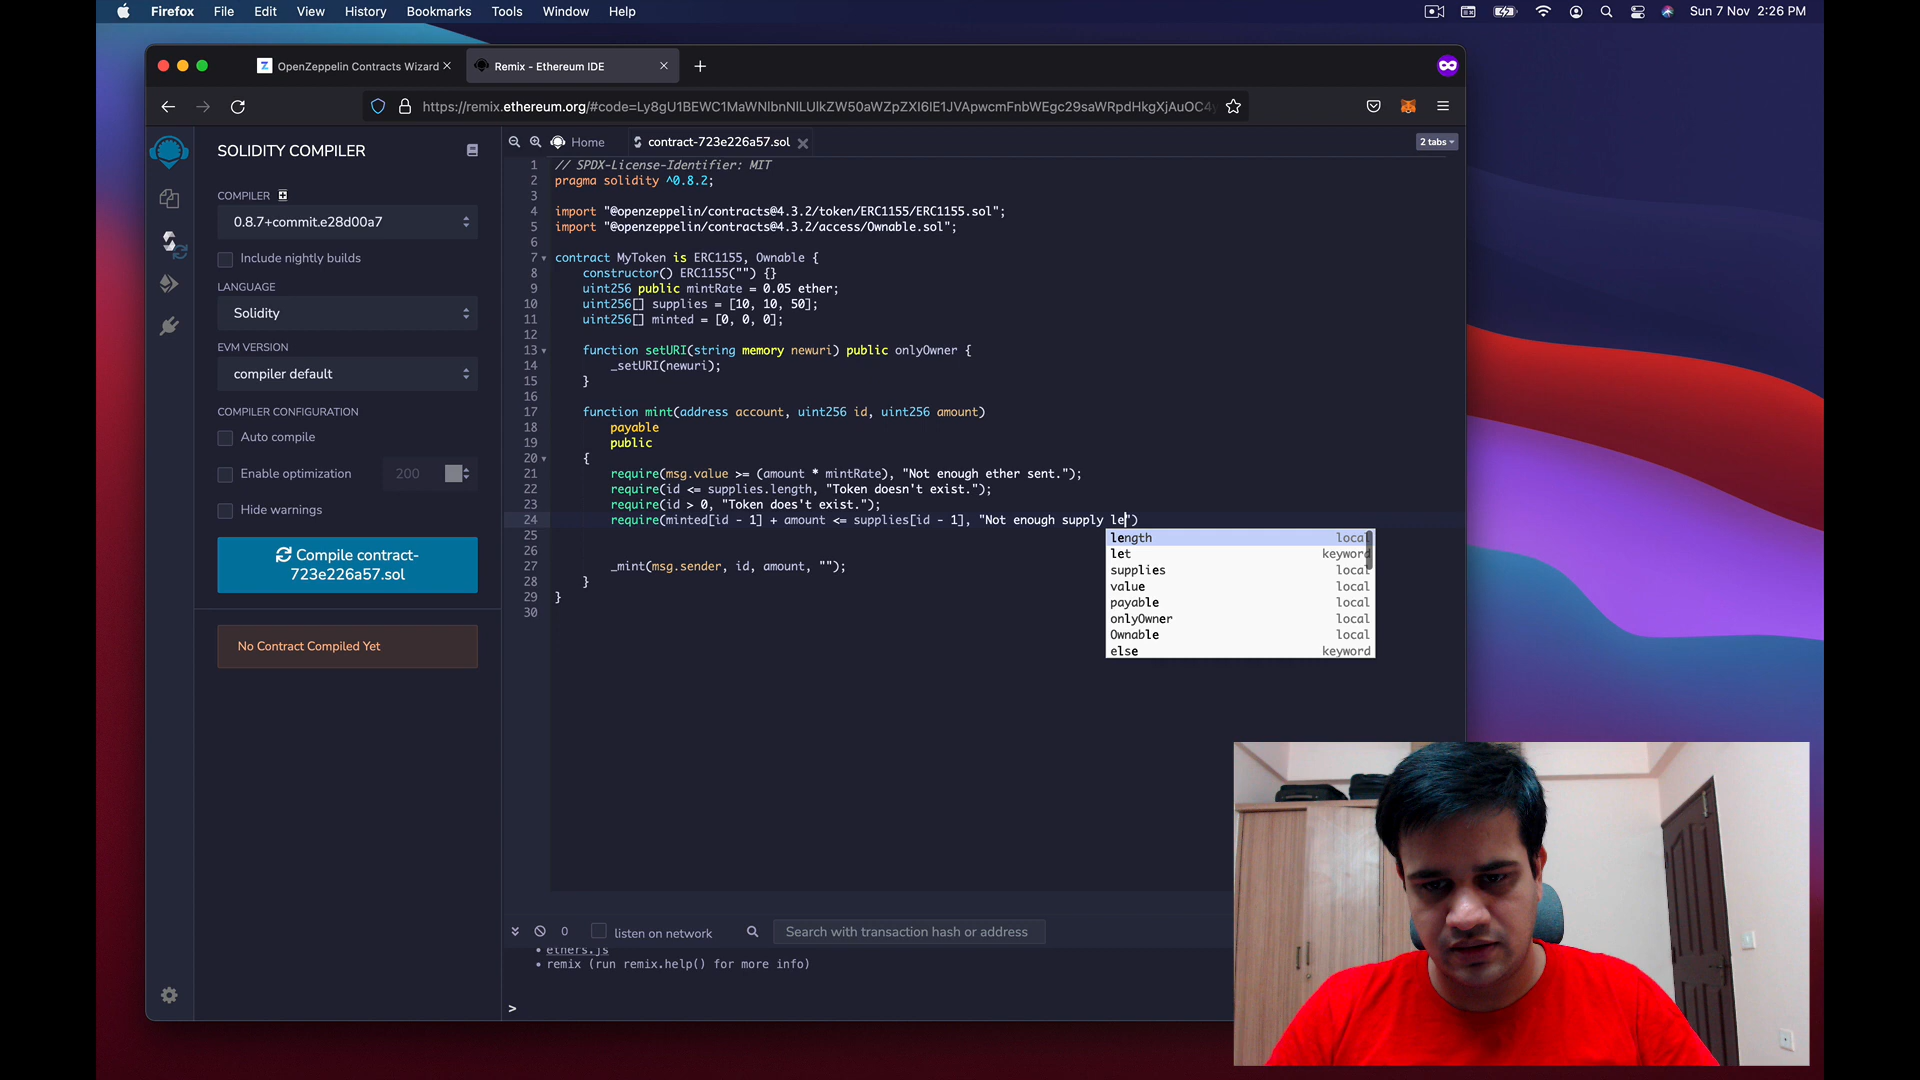 Firefox File Edit View History Bookmarks Tools Window Help Sun 7 Nov 2:26 PM
OpenZeppelin Contracts Wizard
Remix - Ethereum IDE
https://remix.ethereum.org/#code=Ly8gU1BEWC1MaWNlbnNlLUlkZW50aWZpZXI6IE1JVApwcmFnbWEgc29saWRpdHkgXjAuOC4y
SOLIDITY COMPILER
COMPILER
0.8.7+commit.e28d00a7
Include nightly builds
LANGUAGE
Solidity
EVM VERSION
compiler default
COMPILER CONFIGURATION
Auto compile
Enable optimization 200
Hide warnings
Compile contract-
723e226a57.sol
No Contract Compiled Yet
Home contract-723e226a57.sol 2 tabs
1 // SPDX-License-Identifier: MIT
2 pragma solidity ^0.8.2;
3
4 import "@openzeppelin/contracts@4.3.2/token/ERC1155/ERC1155.sol";
5 import "@openzeppelin/contracts@4.3.2/access/Ownable.sol";
6
7 contract MyToken is ERC1155, Ownable {
8 constructor() ERC1155("") {}
9 uint256 public mintRate = 0.05 ether;
10 uint256[] supplies = [10, 10, 50];
11 uint256[] minted = [0, 0, 0];
12
13 function setURI(string memory newuri) public onlyOwner {
14 _setURI(newuri);
15 }
16
17 function mint(address account, uint256 id, uint256 amount)
18 payable
19 public
20 {
21 require(msg.value >= (amount * mintRate), "Not enough ether sent.");
22 require(id <= supplies.length, "Token doesn't exist.");
23 require(id > 0, "Token does't exist.");
24 require(minted[id - 1] + amount <= supplies[id - 1], "Not enough supply le")
25
26
27 _mint(msg.sender, id, amount, "");
28 }
29 }
30
length local
let keyword
supplies local
value local
payable local
onlyOwner local
Ownable local
else keyword
0 listen on network Search with transaction hash or address
• ethers.js
• remix (run remix.help() for more info)
>